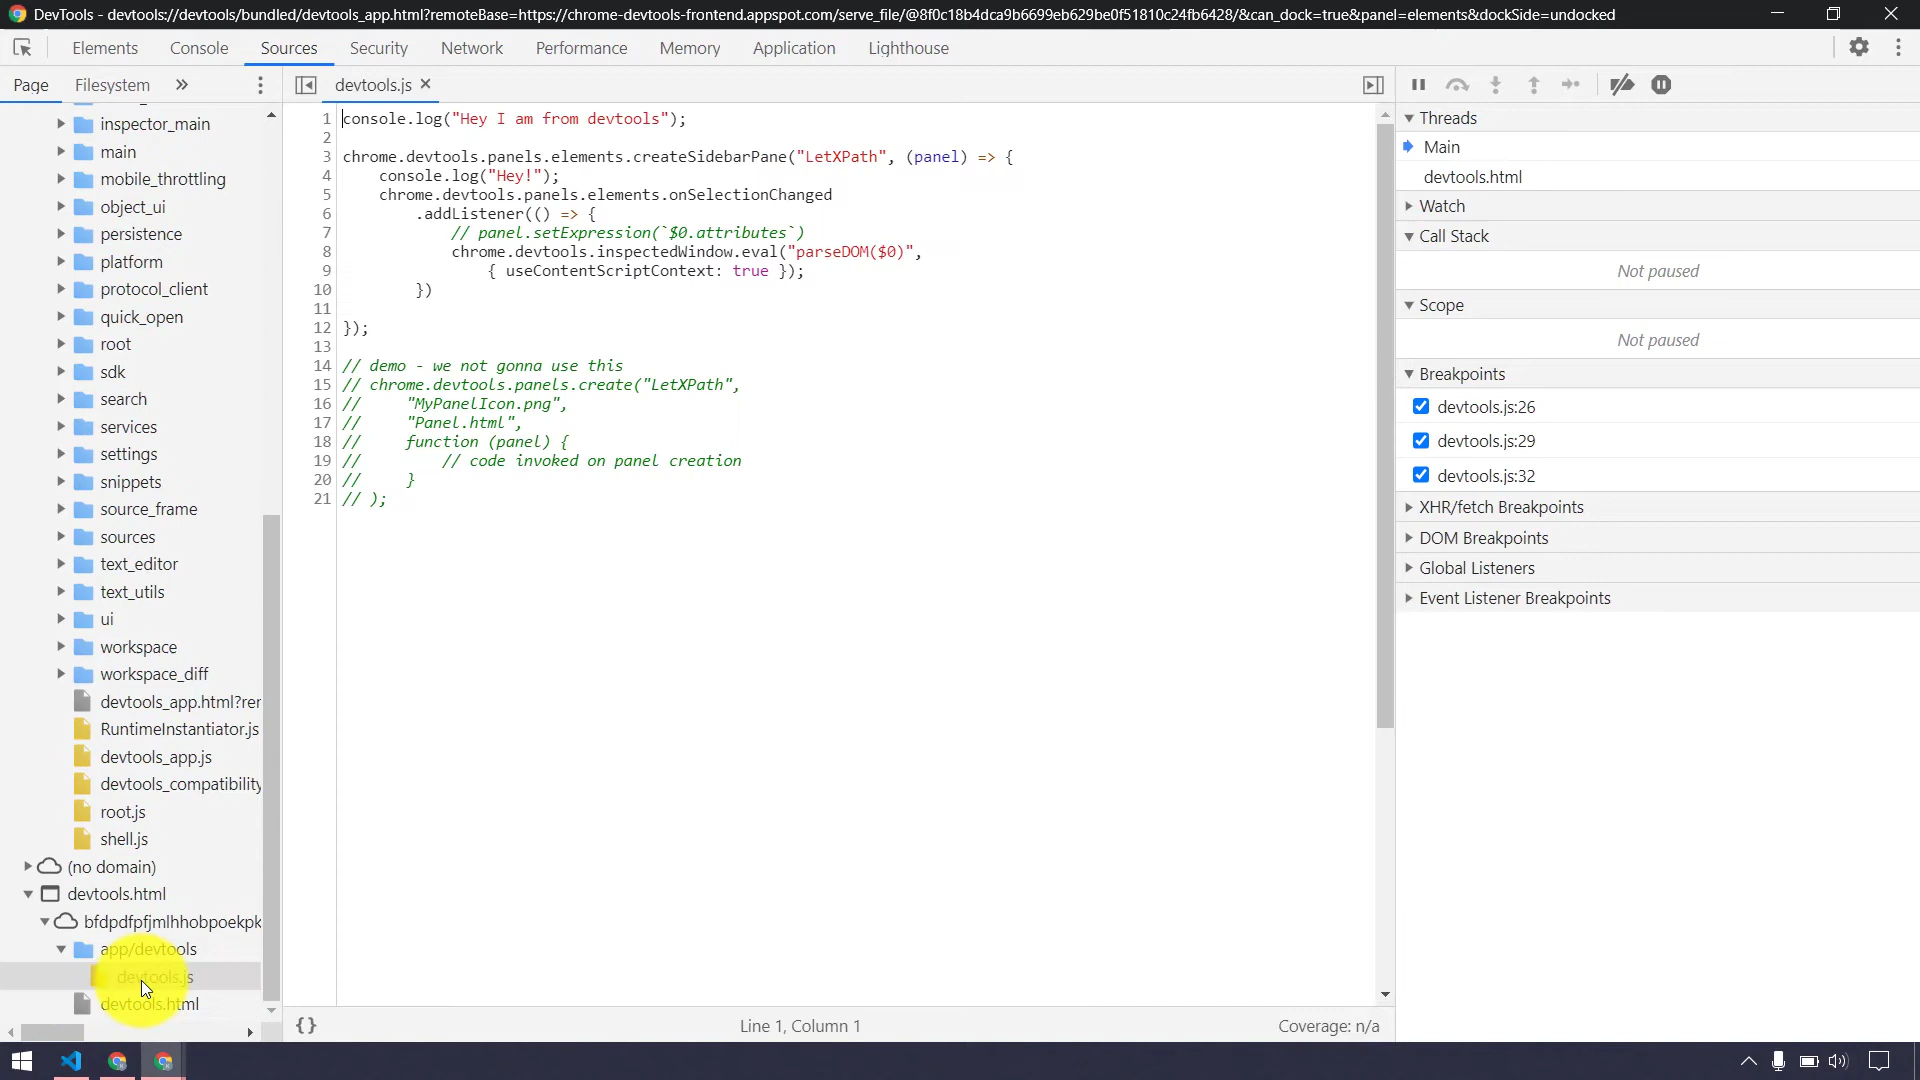 DevTools - devtools://devtools/bundled/devtools_app.html?remoteBase=https://chrome-devtools-frontend.appspot.com/serve_file/@8f0c18b4dca9b6699eb629be0f51810c24fb6428/&can_dock=true&panel=elements&dockSide=undocked
Elements Console Sources Security Network Performance Memory Application Lighthouse
Page Filesystem »
devtools.js ×
inspector_main
main
mobile_throttling
object_ui
persistence
platform
protocol_client
quick_open
root
sdk
search
services
settings
snippets
source_frame
sources
text_editor
text_utils
ui
workspace
workspace_diff
devtools_app.html?rer
RuntimeInstantiator.js
devtools_app.js
devtools_compatibility
root.js
shell.js
(no domain)
devtools.html
bfdpdfpfjmlhhobpoekpk
app/devtools
devtools.js
devtools.html
1 console.log("Hey I am from devtools");
2
3 chrome.devtools.panels.elements.createSidebarPane("LetXPath", (panel) => {
4 console.log("Hey!");
5 chrome.devtools.panels.elements.onSelectionChanged
6 .addListener(() => {
7 // panel.setExpression(`$0.attributes`)
8 chrome.devtools.inspectedWindow.eval("parseDOM($0)",
9 { useContentScriptContext: true });
10 })
11
12 });
13
14 // demo - we not gonna use this
15 // chrome.devtools.panels.create("LetXPath",
16 // "MyPanelIcon.png",
17 // "Panel.html",
18 // function (panel) {
19 // // code invoked on panel creation
20 // }
21 // );
{} Line 1, Column 1 Coverage: n/a
Threads
Main
devtools.html
Watch
Call Stack
Not paused
Scope
Not paused
Breakpoints
devtools.js:26
devtools.js:29
devtools.js:32
XHR/fetch Breakpoints
DOM Breakpoints
Global Listeners
Event Listener Breakpoints